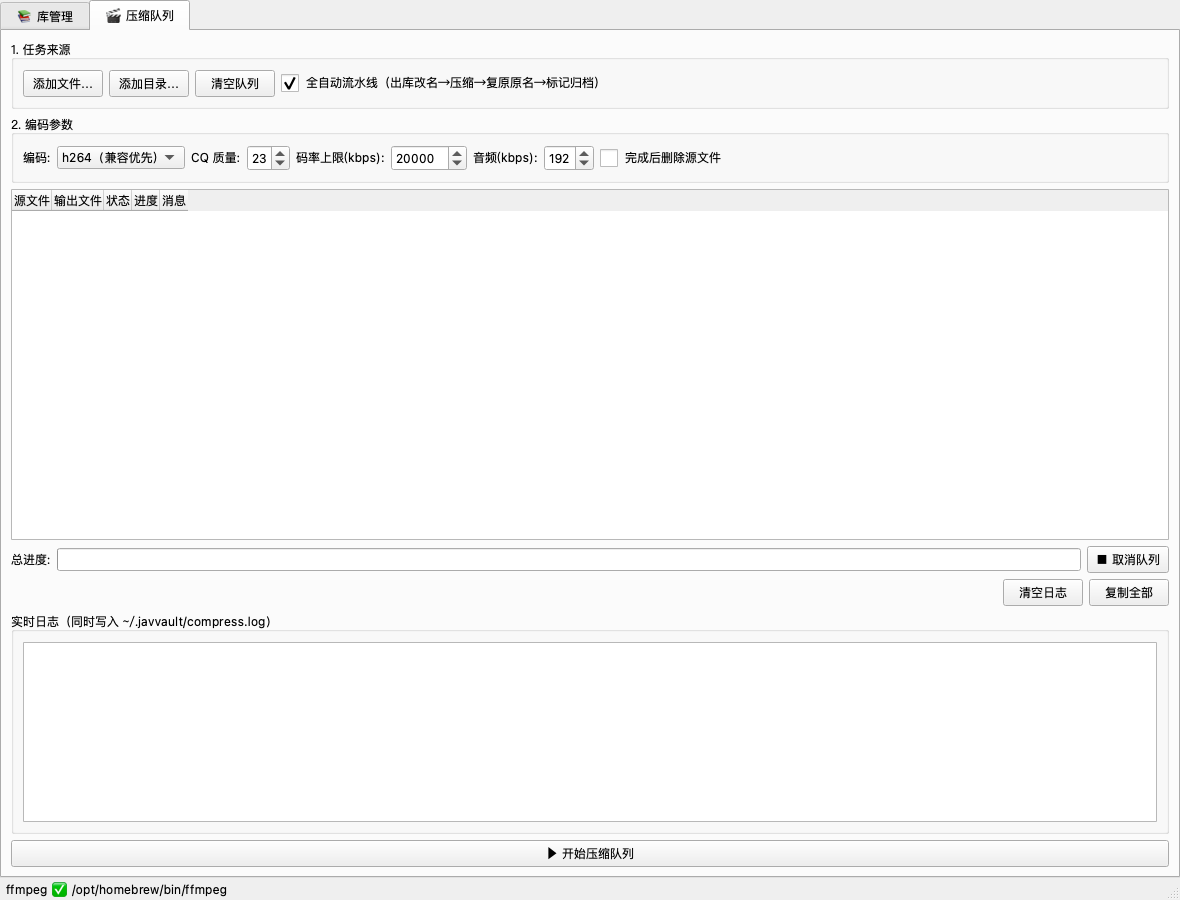 库管理 压缩队列
1. 任务来源
添加文件... 添加目录... 清空队列 全自动流水线（出库改名→压缩→复原原名→标记归档）
2. 编码参数
编码: h264（兼容优先） CQ 质量: 23 码率上限(kbps): 20000 音频(kbps): 192 完成后删除源文件
源文件 输出文件 状态 进度 消息
总进度: ■ 取消队列
清空日志 复制全部
实时日志（同时写入 ~/.javvault/compress.log）
▶ 开始压缩队列
ffmpeg ✅ /opt/homebrew/bin/ffmpeg